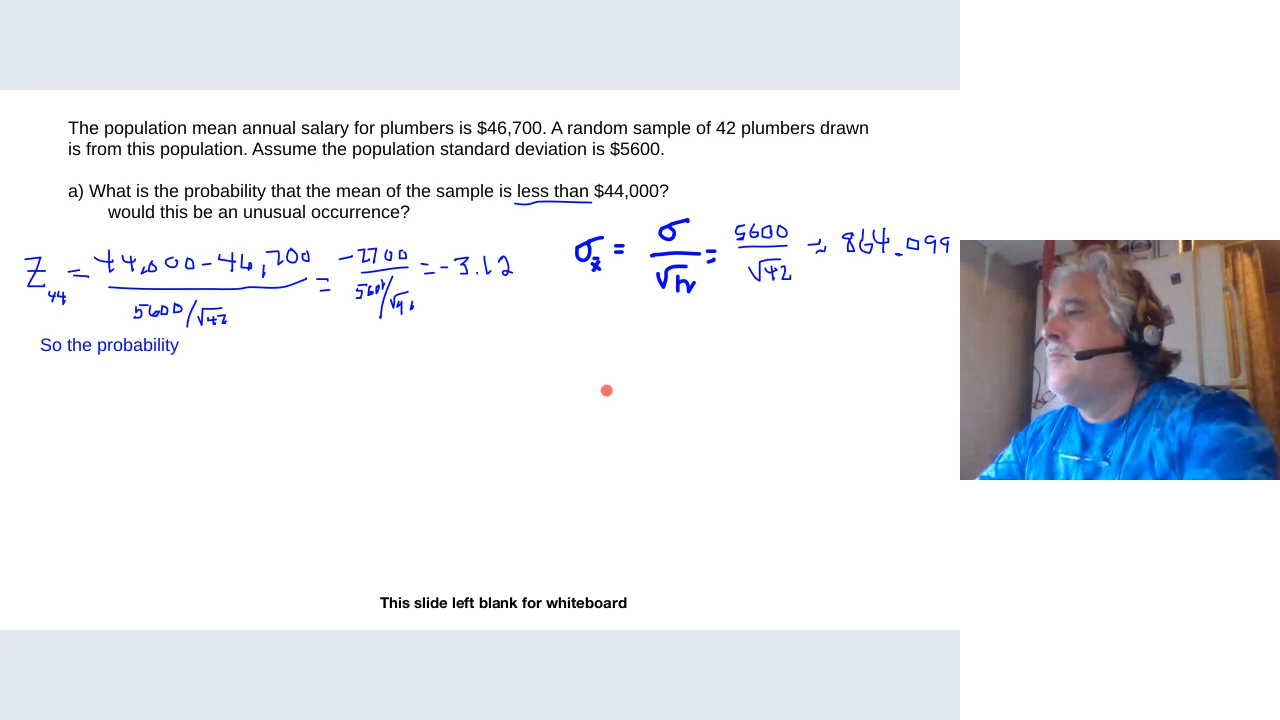 The population mean annual salary for plumbers is $46,700. A random sample of 42 plumbers drawn
is from this population. Assume the population standard deviation is $5600.
a) What is the probability that the mean of the sample is less than $44,000?
would this be an unusual occurrence?
Z₄₄ = 44,000-46,700 / 5600/√42 = -2700 / 5600/√42 = -3.12
σx̄ = σ/√n = 5600/√42 ≈ 864.099
So the probability
This slide left blank for whiteboard